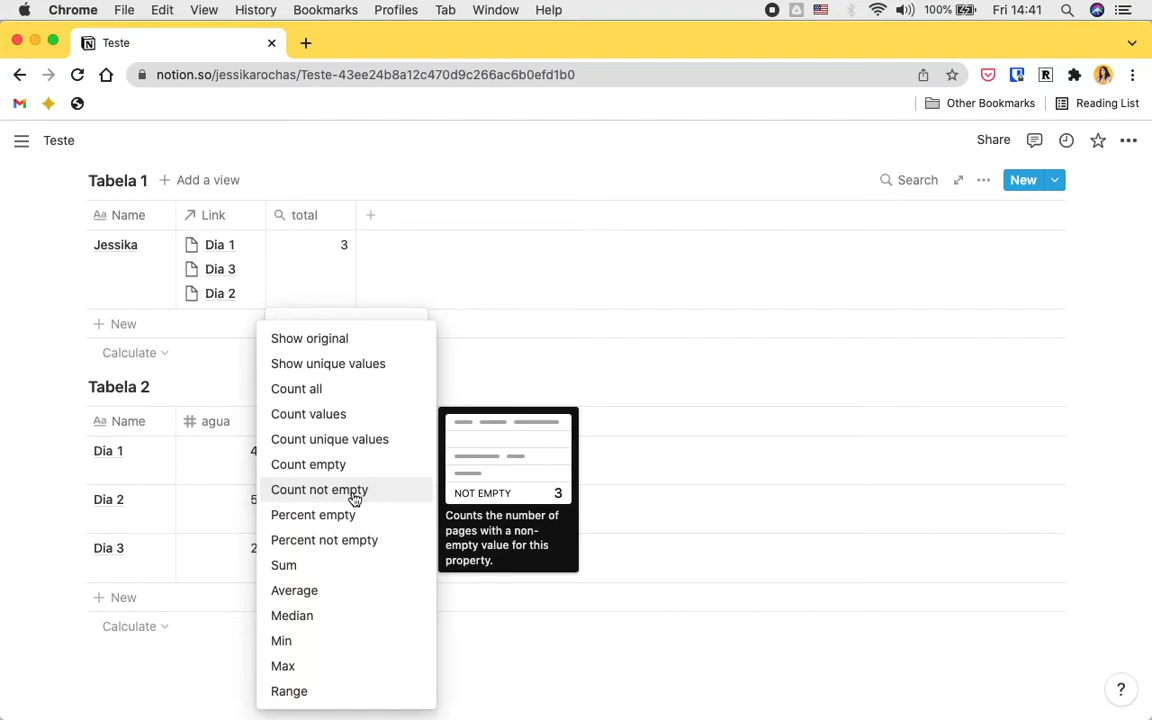 Chrome File Edit View History Bookmarks Profiles Tab Window Help 100% Fri 14:41
Teste
notion.so/jessikarochas/Teste-43ee24b8a12c470d9c266ac6b0efd1b0
Other Bookmarks Reading List
Teste Share
Tabela 1 Add a view Search New
Aa Name Link total
Jessika Dia 1 3
Dia 3
Dia 2
New
Calculate
Show original
Show unique values
Count all
Count values
Count unique values
Count empty
Count not empty
Percent empty
Percent not empty
Sum
Average
Median
Min
Max
Range
NOT EMPTY 3
Counts the number of
pages with a non-
empty value for this
property.
Tabela 2
Aa Name # agua
Dia 1 4
Dia 2 5
Dia 3 2
New
Calculate
?